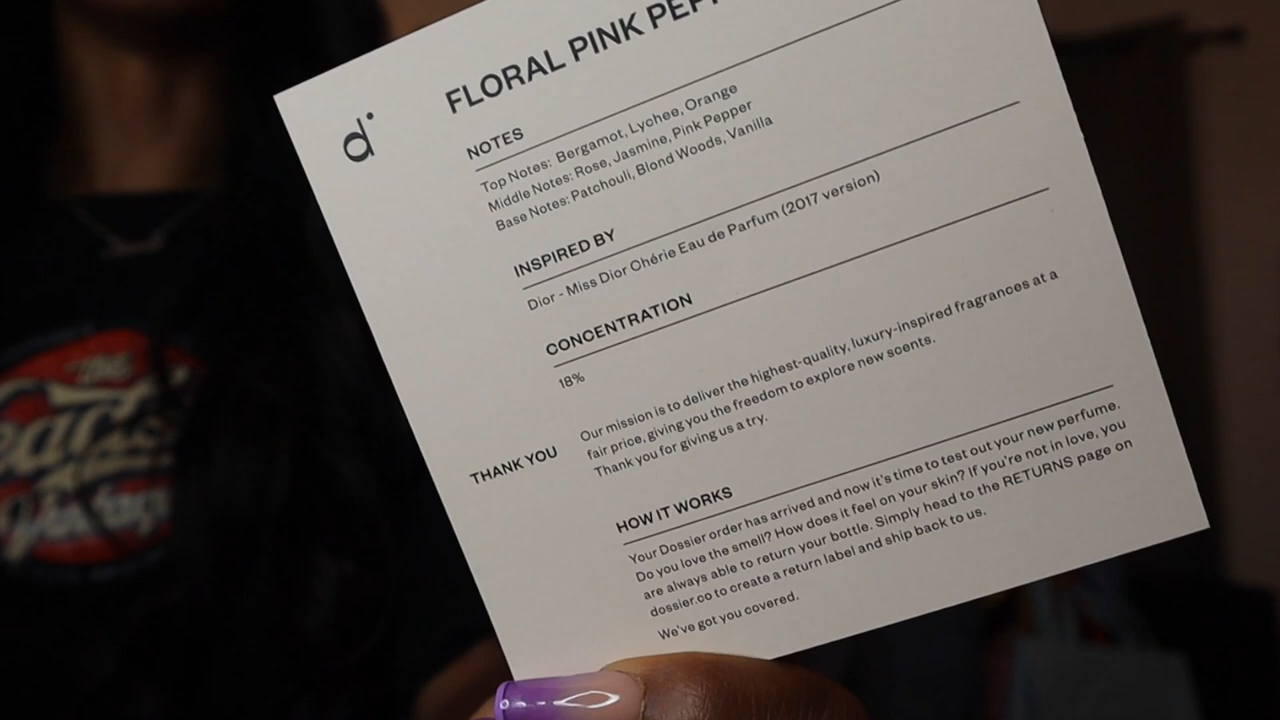 d
FLORAL PINK
NOTES
Top Notes: Bergamot, Lychee, Orange
Middle Notes: Rose, Jasmine, Pink Pepper
Base Notes: Patchouli, Blond Woods, Vanilla
INSPIRED BY
Dior - Miss Dior Chérie Eau de Parfum (2017 version)
CONCENTRATION
18%
THANK YOU
Our mission is to deliver the highest-quality, luxury-inspired fragrances at a
fair price, giving you the freedom to explore new scents.
Thank you for giving us a try.
HOW IT WORKS
Your Dossier order has arrived and now it's time to test out your new perfume.
Do you love the smell? How does it feel on your skin? If you're not in love, you
are always able to return your bottle. Simply head to the RETURNS page on
dossier.co to create a return label and ship back to us.
We've got you covered.